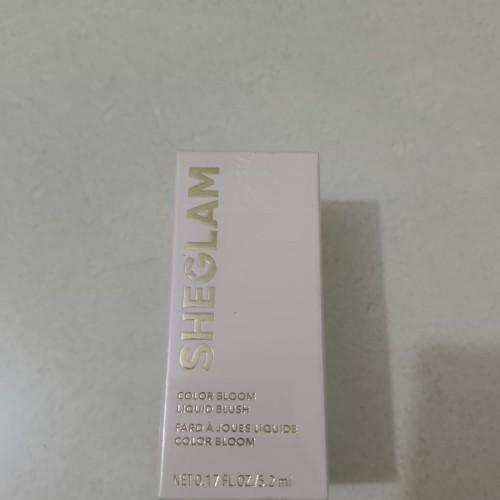 SHEGLAM
COLOR BLOOM
LIQUID BLUSH
FARD À JOUES LIQUIDE
COLOR BLOOM
NET 0.17 FL.OZ/5.2 ml